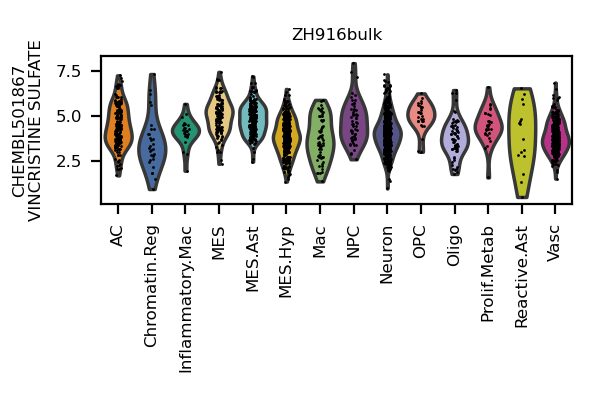 ZH916bulk
CHEMBL501867
VINCRISTINE SULFATE
7.5
5.0
2.5
AC
Chromatin.Reg
Inflammatory.Mac
MES
MES.Ast
MES.Hyp
Mac
NPC
Neuron
OPC
Oligo
Prolif.Metab
Reactive.Ast
Vasc